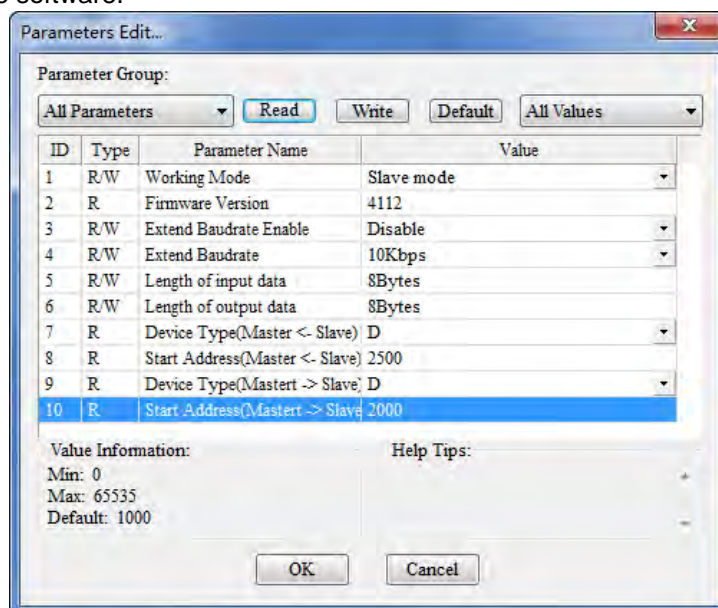 software.
Parameters Edit...
Parameter Group:
All Parameters Read Write Default All Values
ID Type Parameter Name Value
1 R/W Working Mode Slave mode
2 R Firmware Version 4112
3 R/W Extend Baudrate Enable Disable
4 R/W Extend Baudrate 10Kbps
5 R/W Length of input data 8Bytes
6 R/W Length of output data 8Bytes
7 R Device Type(Master <- Slave) D
8 R Start Address(Master <- Slave) 2500
9 R Device Type(Mastert -> Slave) D
10 R Start Address(Mastert -> Slave 2000
Value Information: Help Tips:
Min: 0
Max: 65535
Default: 1000
OK Cancel